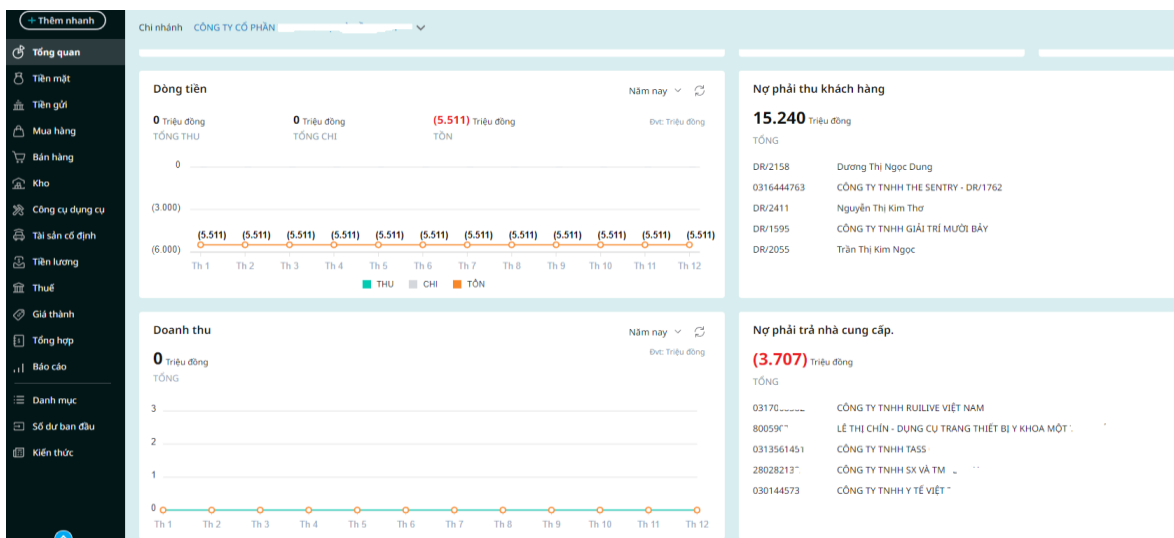 + Thêm nhanh
Tổng quan
Tiền mặt
Tiền gửi
Mua hàng
Bán hàng
Kho
Công cụ dụng cụ
Tài sản cố định
Tiền lương
Thuế
Giá thành
Tổng hợp
Báo cáo
Danh mục
Số dư ban đầu
Kiến thức
Chi nhánh CÔNG TY CỔ PHẦN
Dòng tiền
Năm nay
0 Triệu đồng 0 Triệu đồng (5.511) Triệu đồng Đvt: Triệu đồng
TỔNG THU TỔNG CHI TỒN
0
(3.000)
(5.511) (5.511) (5.511) (5.511) (5.511) (5.511) (5.511) (5.511) (5.511) (5.511) (5.511) (5.511)
(6.000)
Th 1 Th 2 Th 3 Th 4 Th 5 Th 6 Th 7 Th 8 Th 9 Th 10 Th 11 Th 12
THU CHI TỒN
Nợ phải thu khách hàng
15.240 Triệu đồng
TỔNG
DR/2158 Dương Thị Ngọc Dung
0316444763 CÔNG TY TNHH THE SENTRY - DR/1762
DR/2411 Nguyễn Thị Kim Thơ
DR/1595 CÔNG TY TNHH GIẢI TRÍ MƯỜI BẢY
DR/2055 Trần Thị Kim Ngọc
Doanh thu
Năm nay
0 Triệu đồng Đvt: Triệu đồng
TỔNG
3
2
1
0
Th 1 Th 2 Th 3 Th 4 Th 5 Th 6 Th 7 Th 8 Th 9 Th 10 Th 11 Th 12
Nợ phải trả nhà cung cấp.
(3.707) Triệu đồng
TỔNG
CÔNG TY TNHH RUILIVE VIỆT NAM
LÊ THỊ CHÍN - DỤNG CỤ TRANG THIẾT BỊ Y KHOA MỘT
0313561451 CÔNG TY TNHH TASS
CÔNG TY TNHH SX VÀ TM
030144573 CÔNG TY TNHH Y TẾ VIỆT